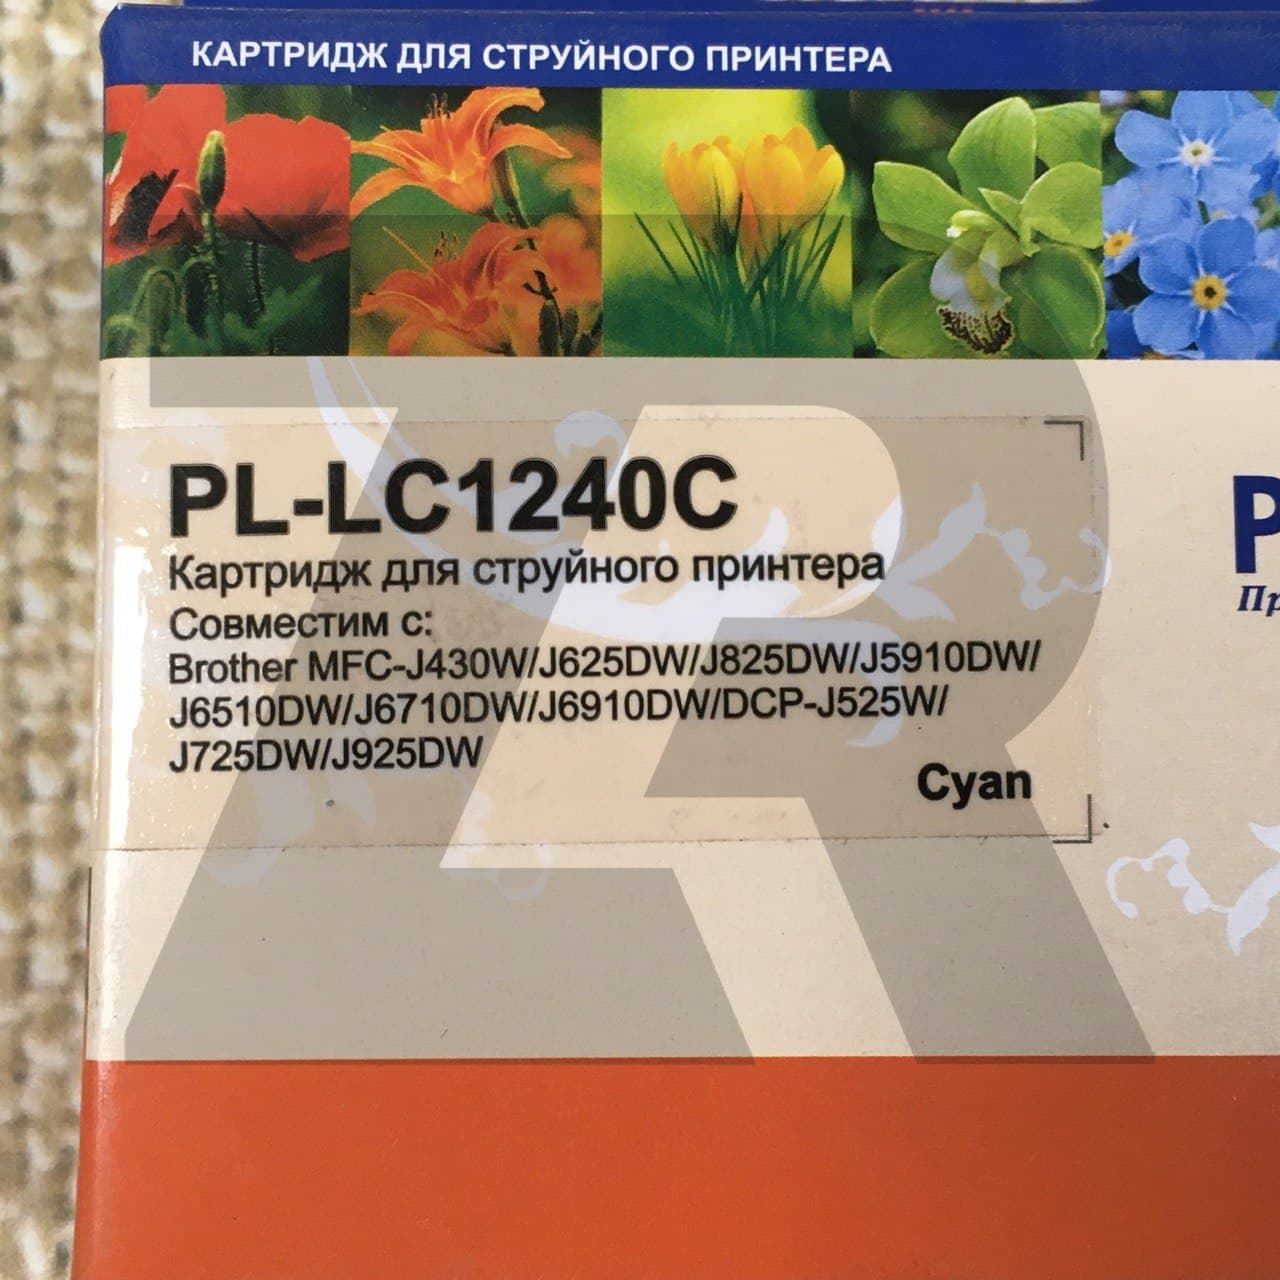 КАРТРИДЖ ДЛЯ СТРУЙНОГО ПРИНТЕРА
PL-LC1240C
Картридж для струйного принтера
Совместим с:
Brother MFC-J430W/J625DW/J825DW/J5910DW/
J6510DW/J6710DW/J6910DW/DCP-J525W/
J725DW/J925DW
Cyan
P
Пр